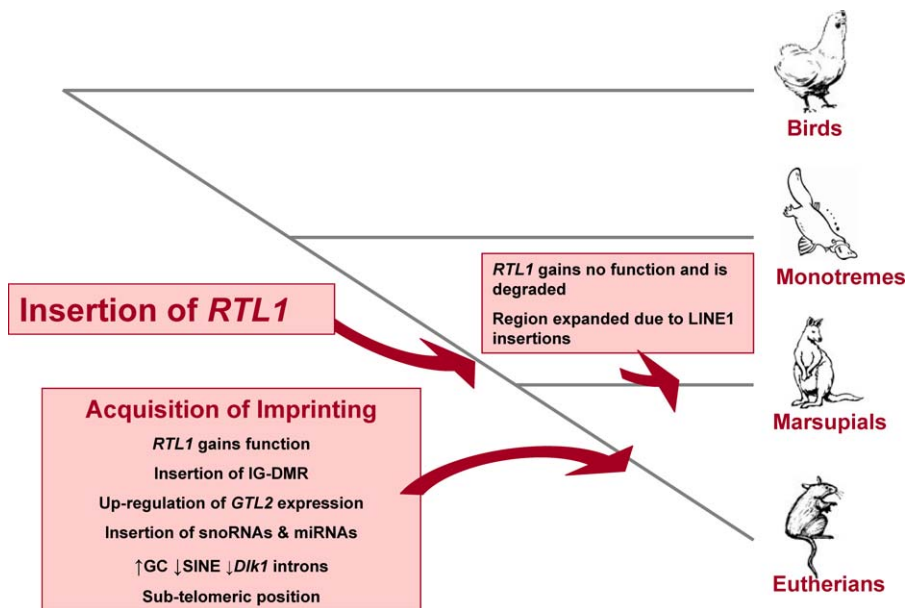 Birds
Monotremes
RTL1 gains no function and is
degraded
Region expanded due to LINE1
insertions
Insertion of RTL1
Marsupials
Acquisition of Imprinting
RTL1 gains function
Insertion of IG-DMR
Up-regulation of GTL2 expression
Insertion of snoRNAs & miRNAs
↑GC ↓SINE ↓Dlk1 introns
Sub-telomeric position
Eutherians